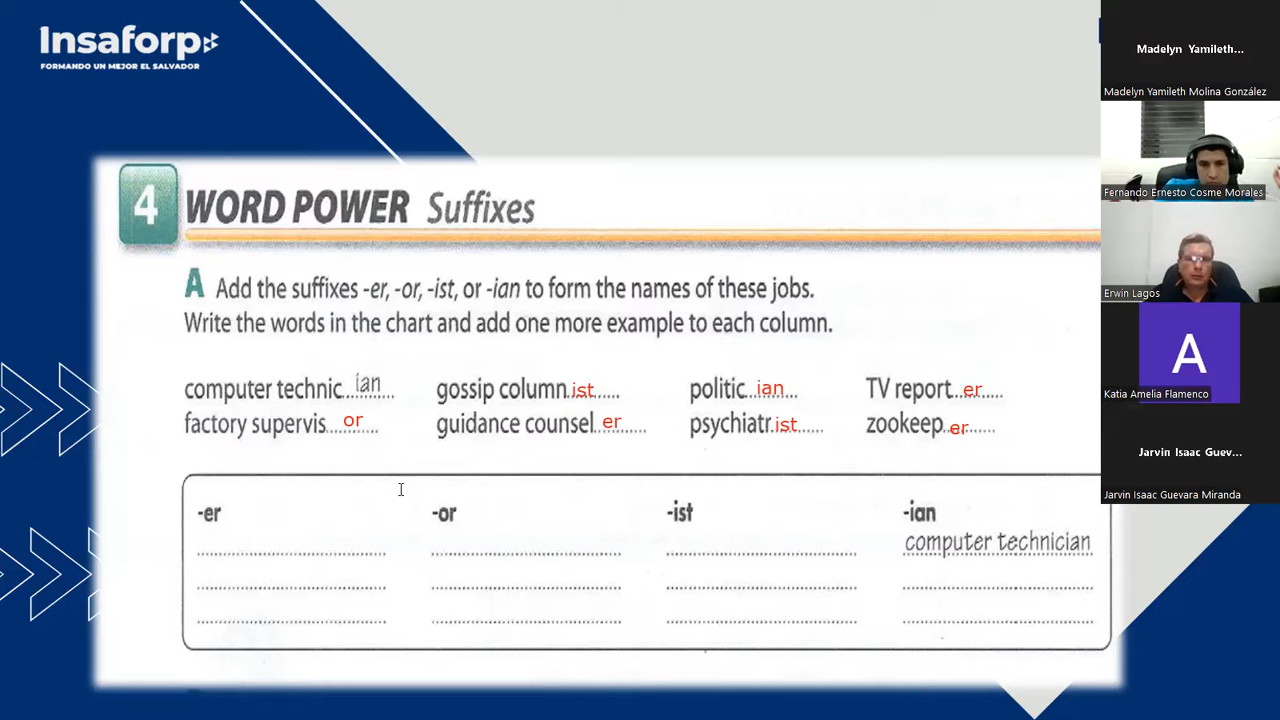 Insaforp
FORMANDO UN MEJOR EL SALVADOR
4 WORD POWER Suffixes
A Add the suffixes -er, -or, -ist, or -ian to form the names of these jobs.
Write the words in the chart and add one more example to each column.
computer technic...ian...... gossip column.ist...... politic...ian... TV report..er....
factory supervis...or... guidance counsel..er..... psychiatr.ist..... zookeep.er......
-er -or -ist -ian
computer technician
Madelyn Yamileth...
Madelyn Yamileth Molina González
Fernando Ernesto Cosme Morales
Erwin Lagos
A
Katia Amelia Flamenco
Jarvin Isaac Guev...
Jarvin Isaac Guevara Miranda